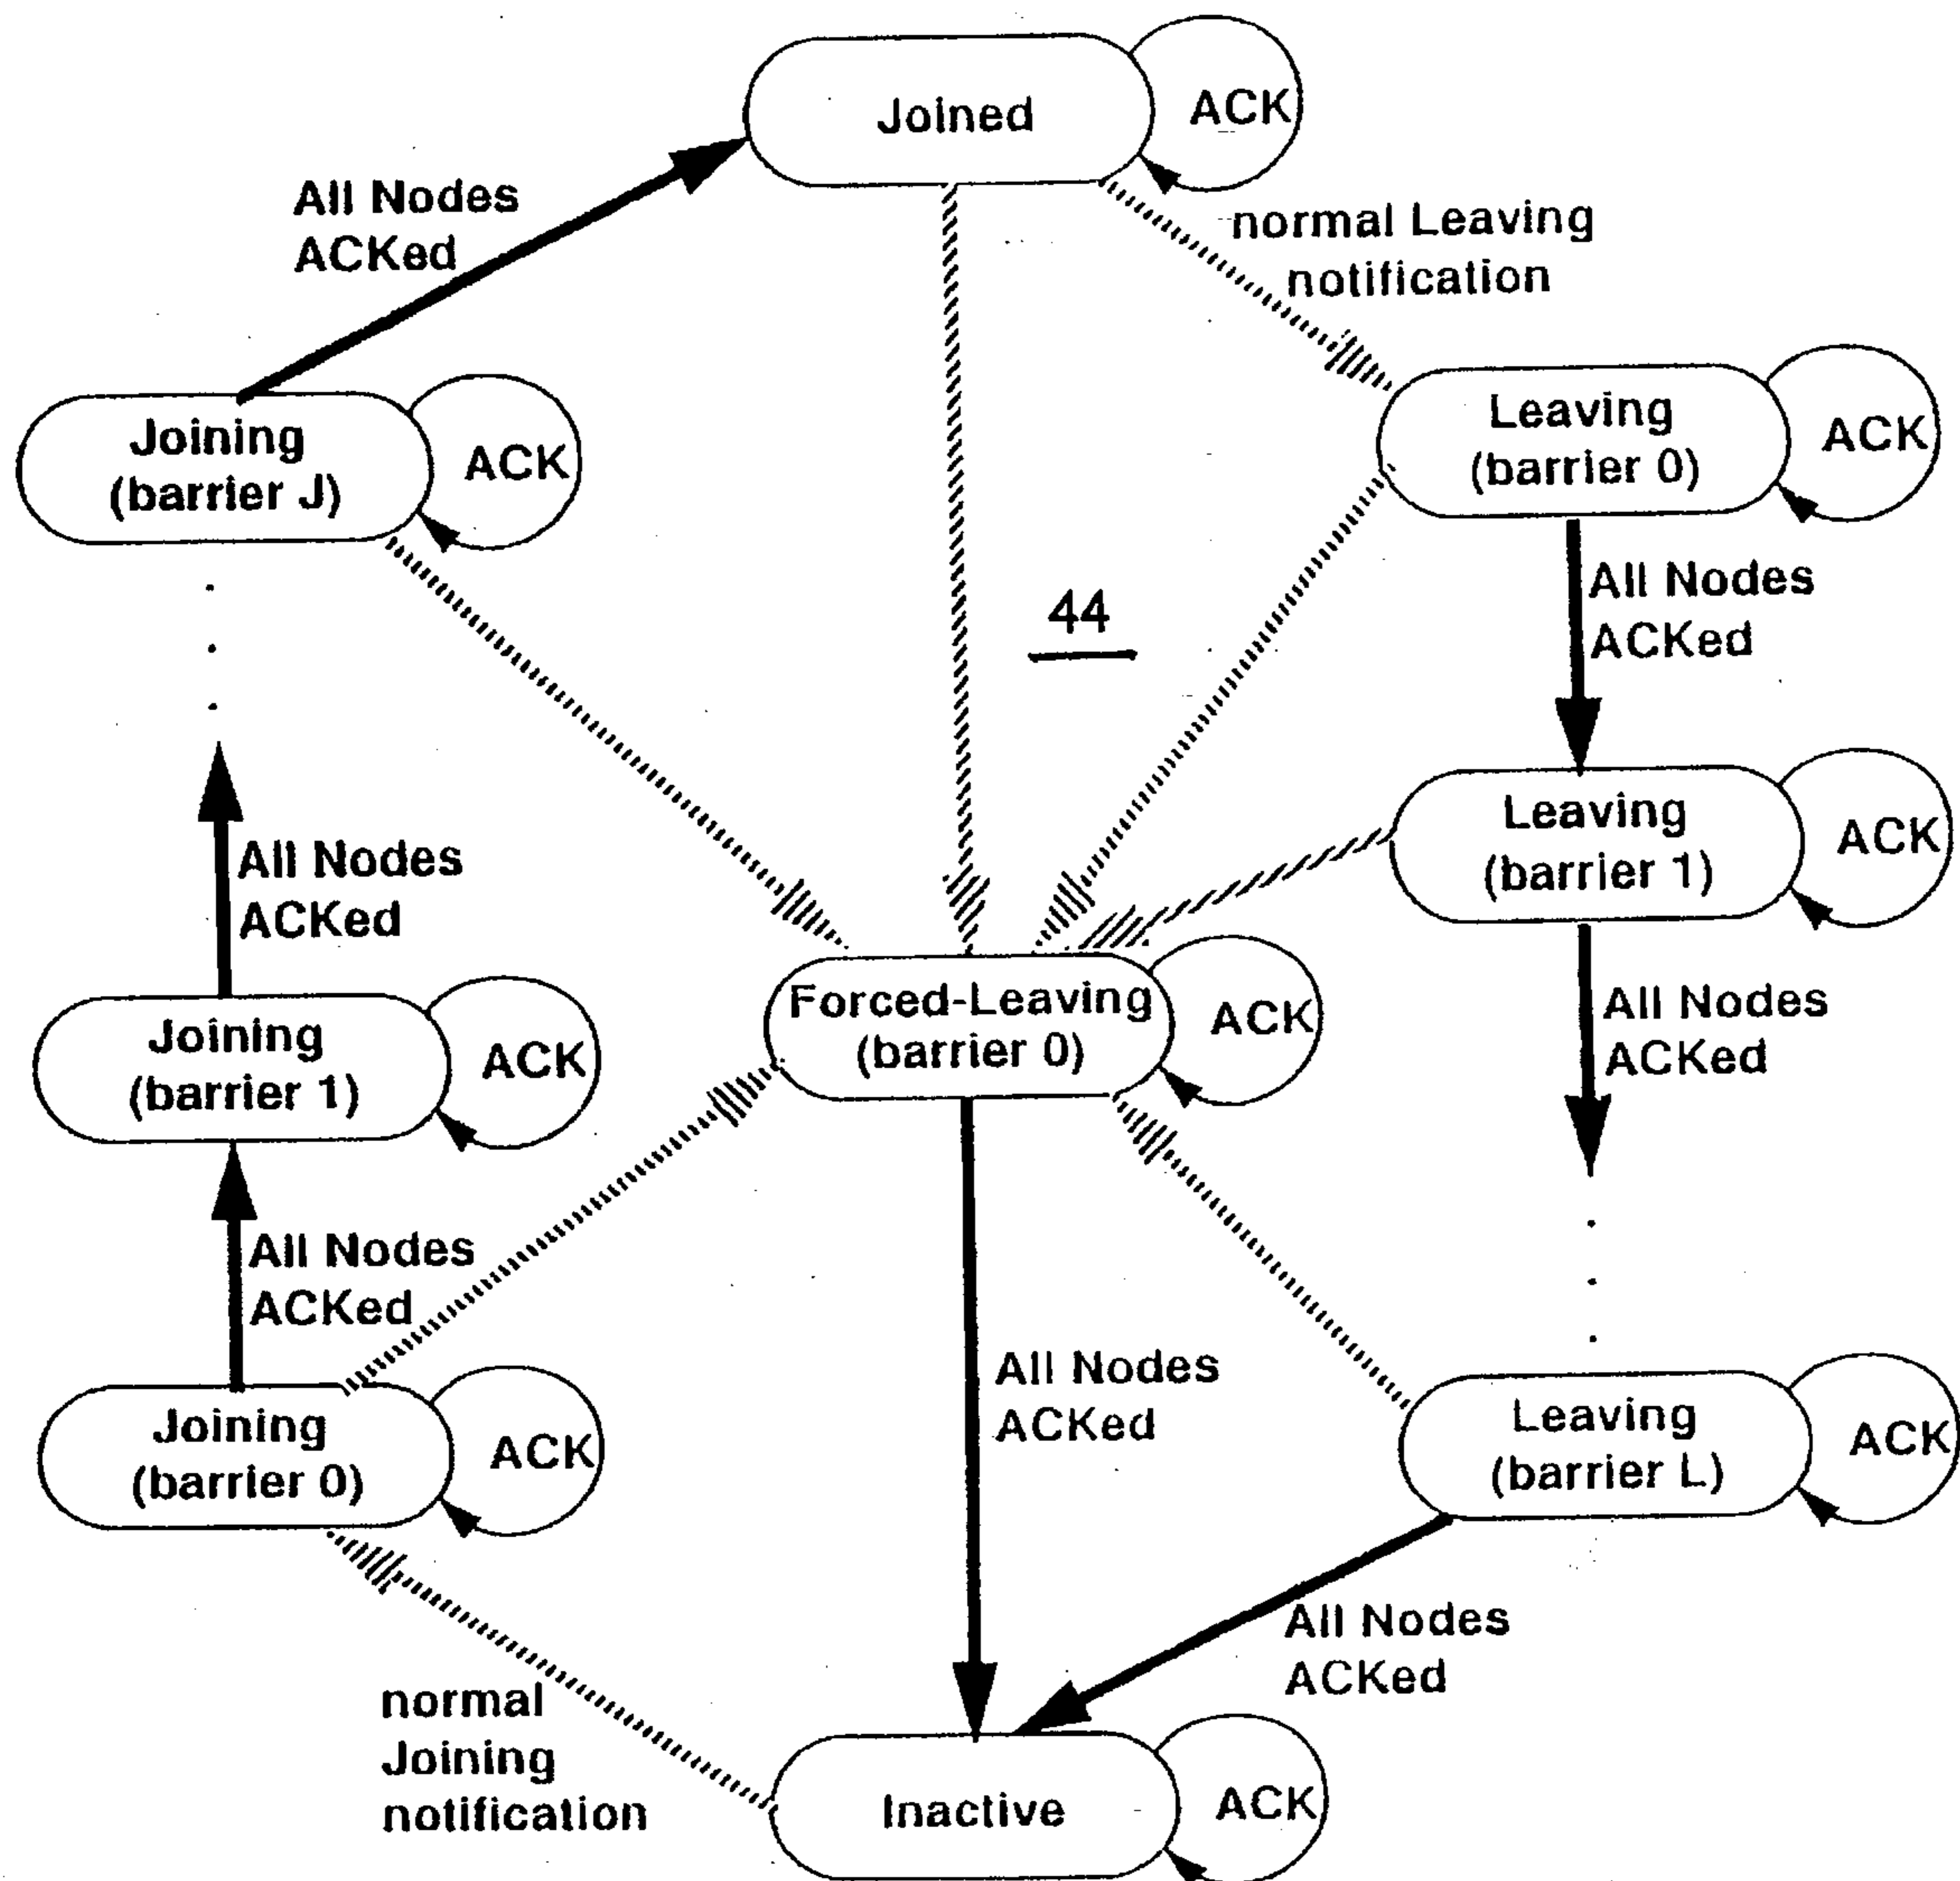 Joined
ACK
All Nodes
ACKed
normal Leaving
notification
Joining
(barrier J)
ACK
Leaving
(barrier 0)
ACK
44
All Nodes
ACKed
Leaving
(barrier 1)
ACK
All Nodes
ACKed
Forced-Leaving
(barrier 0)
ACK
All Nodes
ACKed
Joining
(barrier 1)
ACK
All Nodes
ACKed
All Nodes
ACKed
Joining
(barrier 0)
ACK
Leaving
(barrier L)
ACK
All Nodes
ACKed
normal
Joining
notification
Inactive
ACK